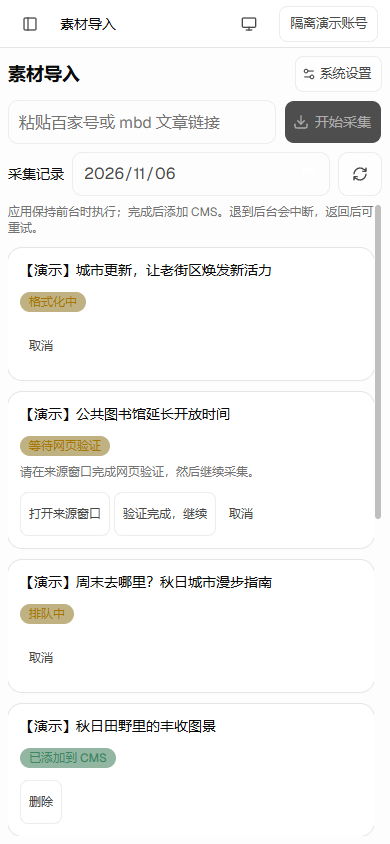 素材导入
隔离演示账号
素材导入
系统设置
粘贴百家号或 mbd 文章链接
开始采集
采集记录
2026/11/06
应用保持前台时执行；完成后添加 CMS。退到后台会中断，返回后可
重试。
【演示】城市更新，让老街区焕发新活力
格式化中
取消
【演示】公共图书馆延长开放时间
等待网页验证
请在来源窗口完成网页验证，然后继续采集。
打开来源窗口
验证完成，继续
取消
【演示】周末去哪里？秋日城市漫步指南
排队中
取消
【演示】秋日田野里的丰收图景
已添加到 CMS
删除